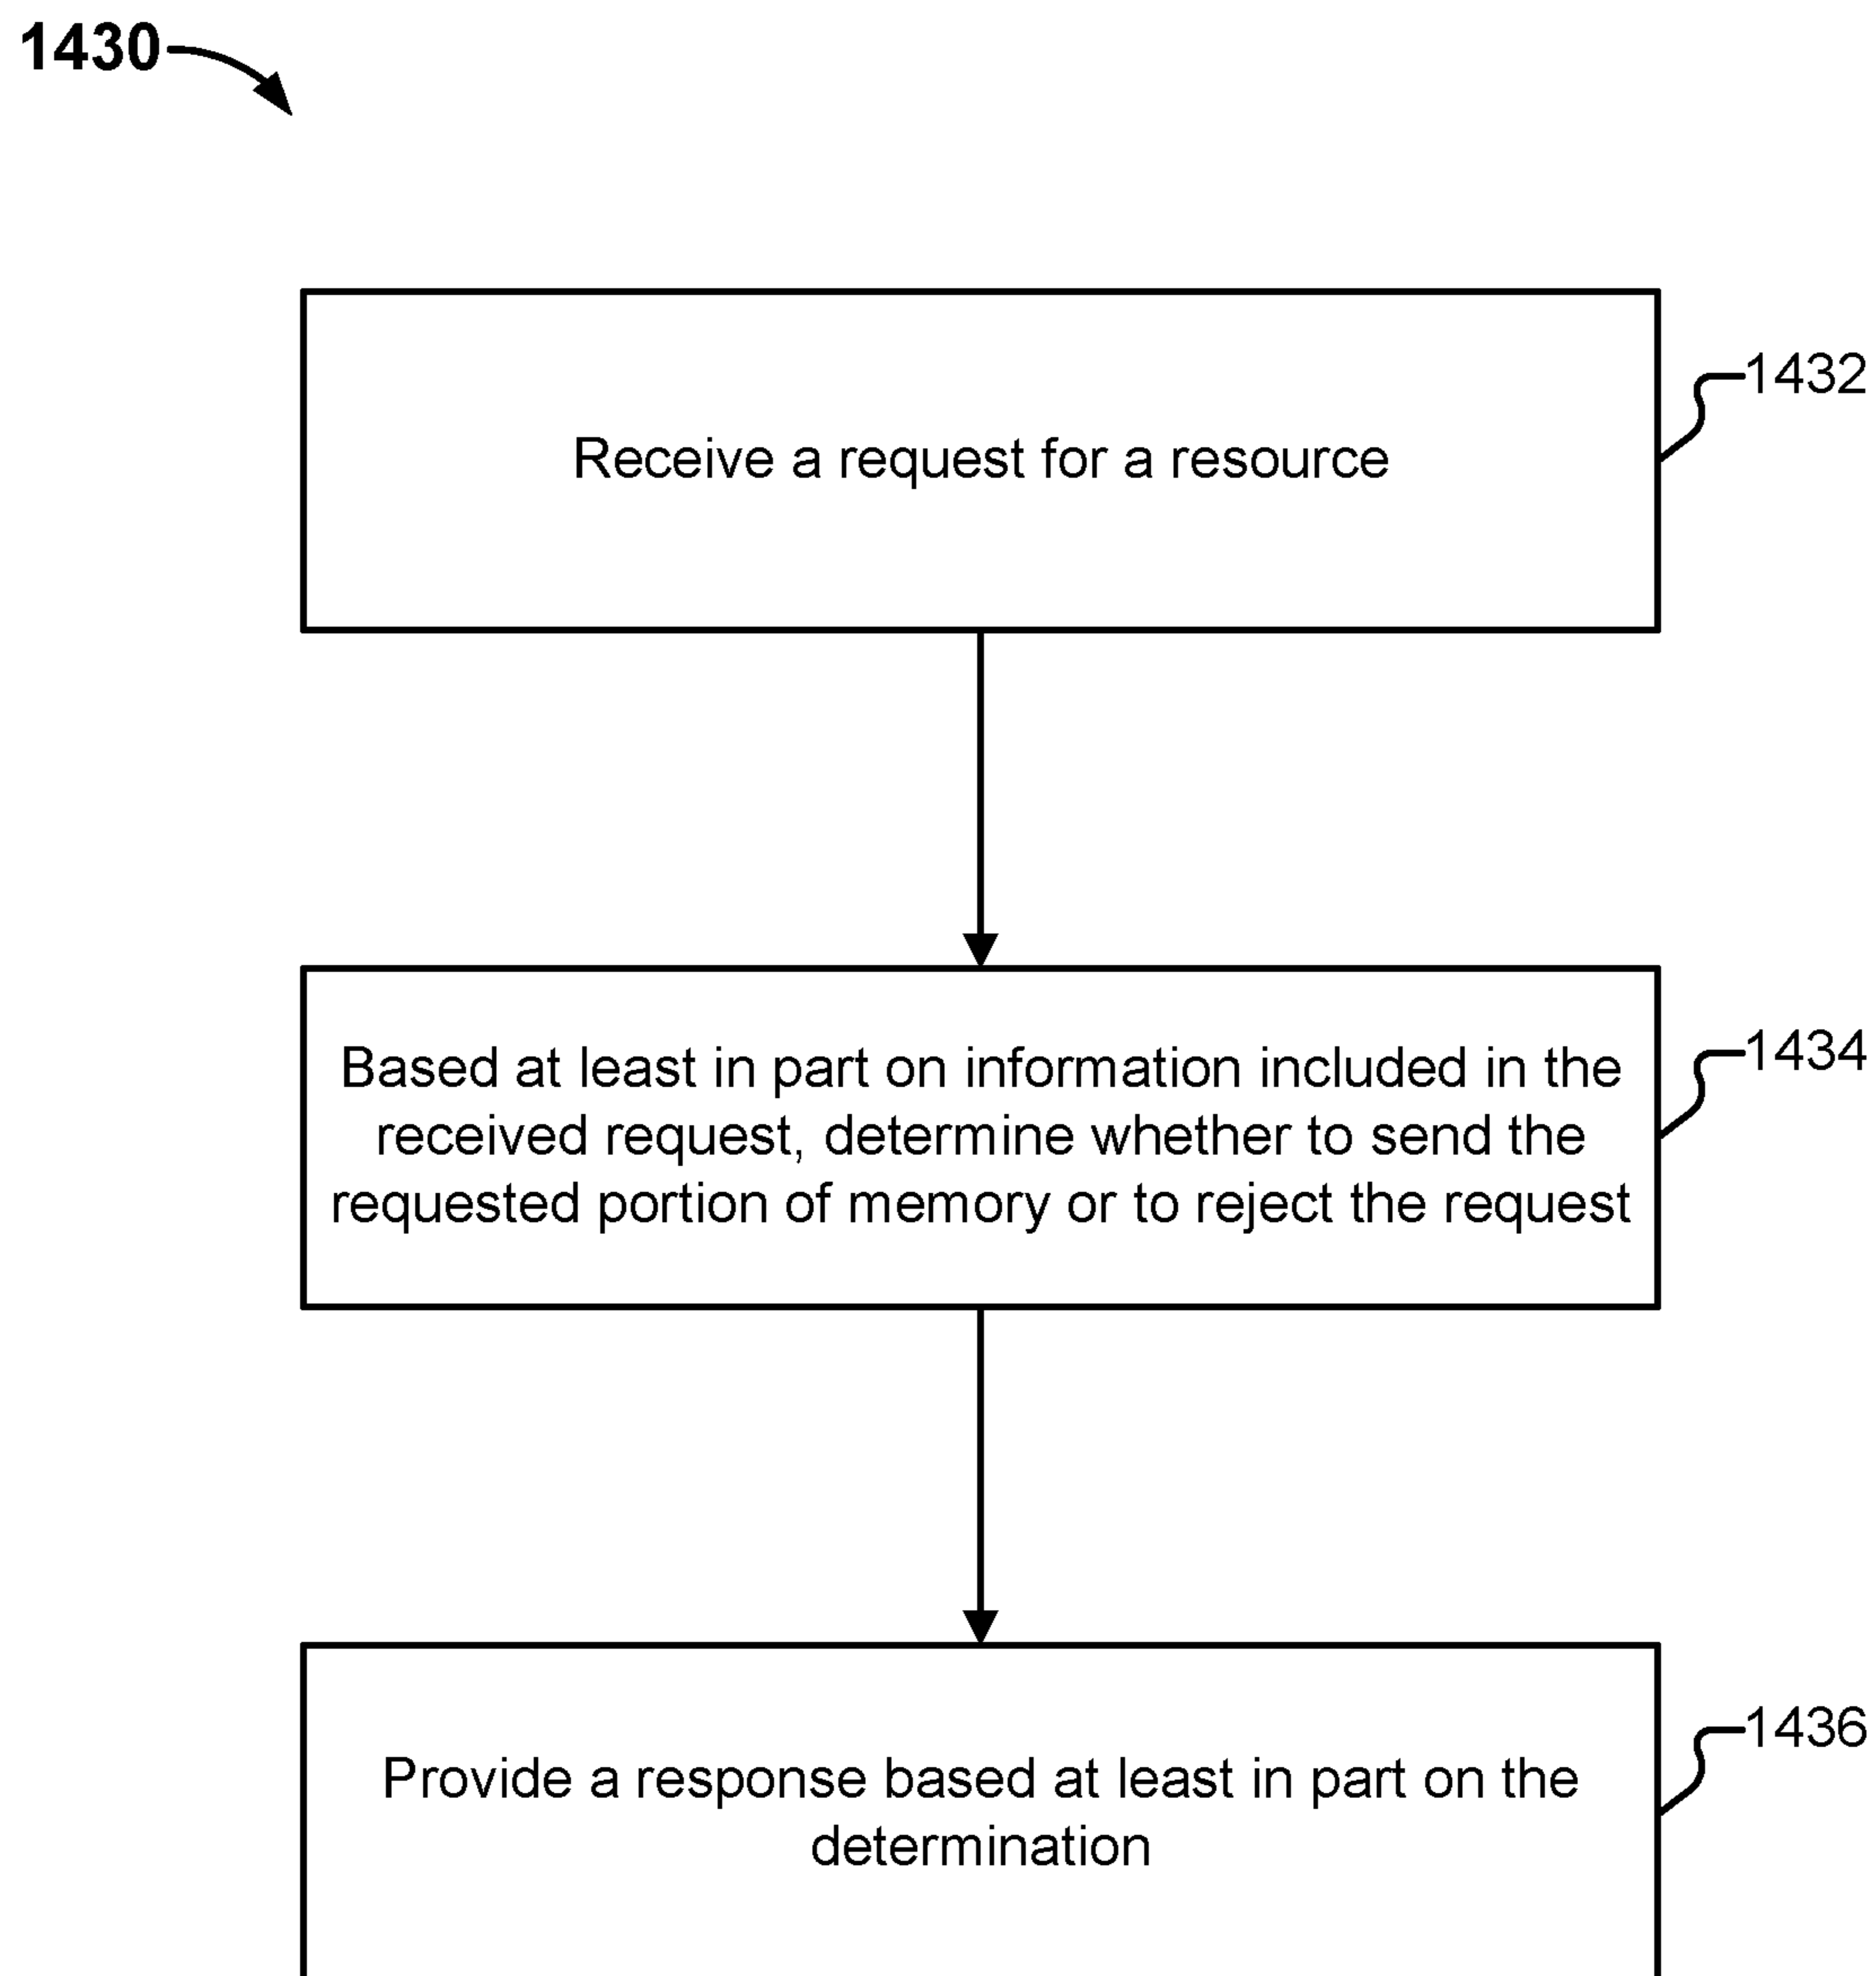 1430
Receive a request for a resource
1432
Based at least in part on information included in the
received request, determine whether to send the
requested portion of memory or to reject the request
1434
Provide a response based at least in part on the
determination
1436